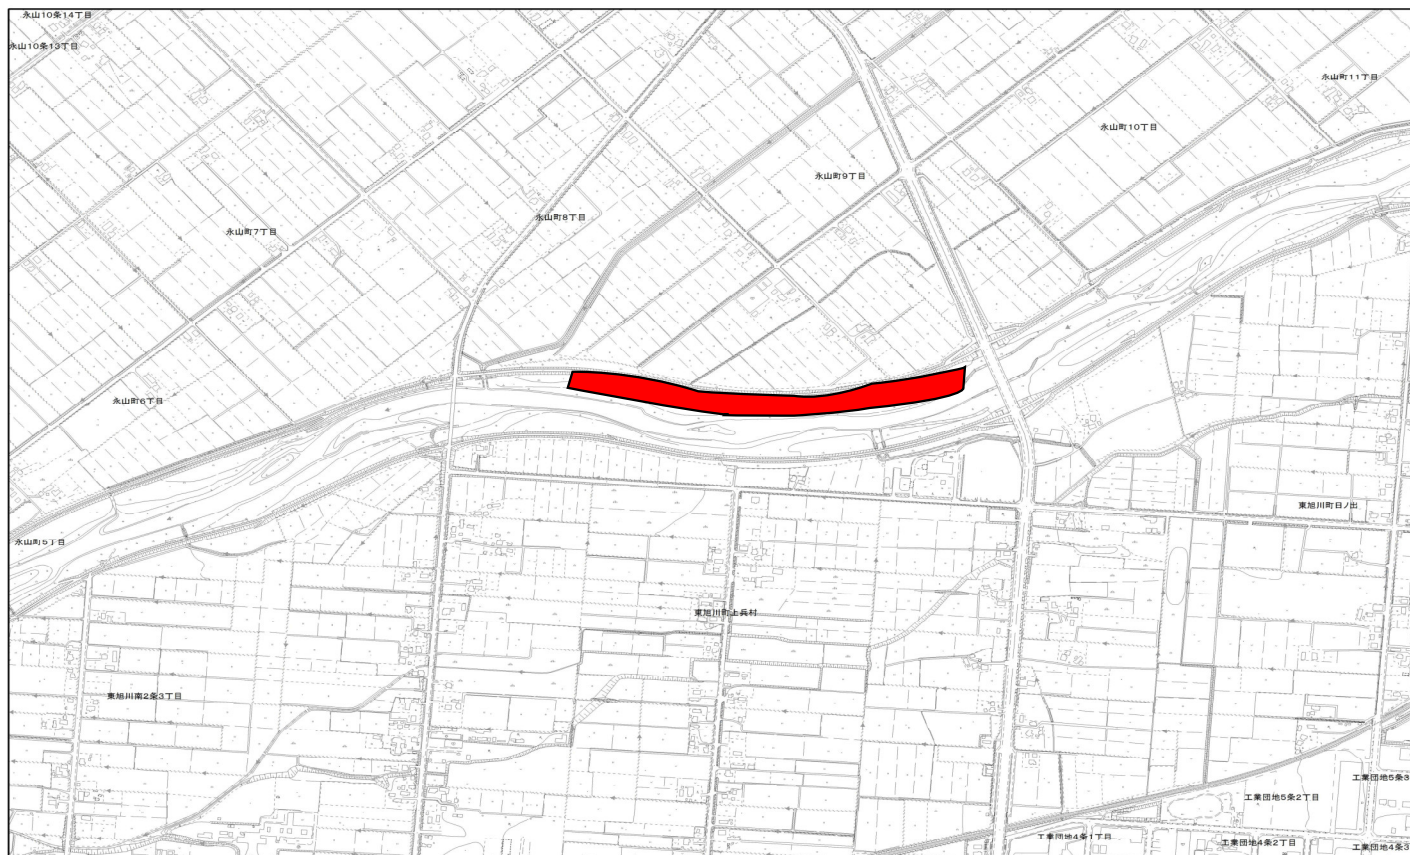 永山10条14丁目
永山10条13丁目
永山町11丁目
永山町10丁目
永山町9丁目
永山町8丁目
永山町7丁目
永山町6丁目
東旭川町日ノ出
永山町5丁目
東旭川町上兵村
東旭川南2条3丁目
工業団地5条3
工業団地5条2丁目
工業団地4条1丁目
工業団地4条2丁目
工業団地4条3